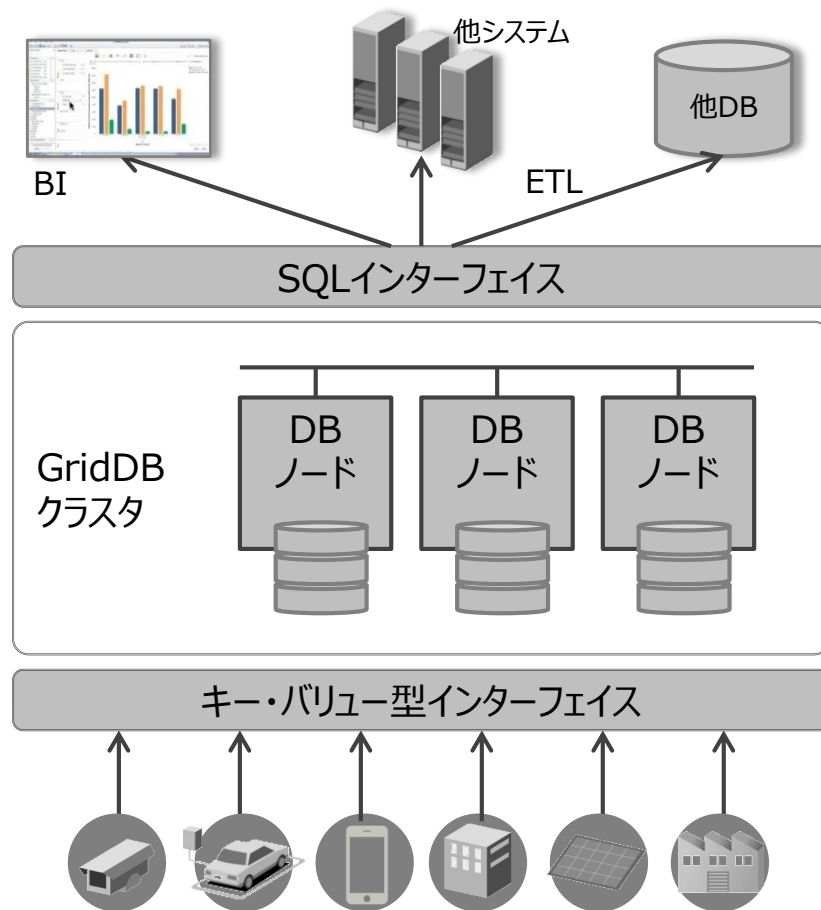 他システム
他DB
BI
ETL
SQLインターフェイス
DB
ノード
DB
ノード
DB
ノード
GridDB
クラスタ
キー・バリュー型インターフェイス